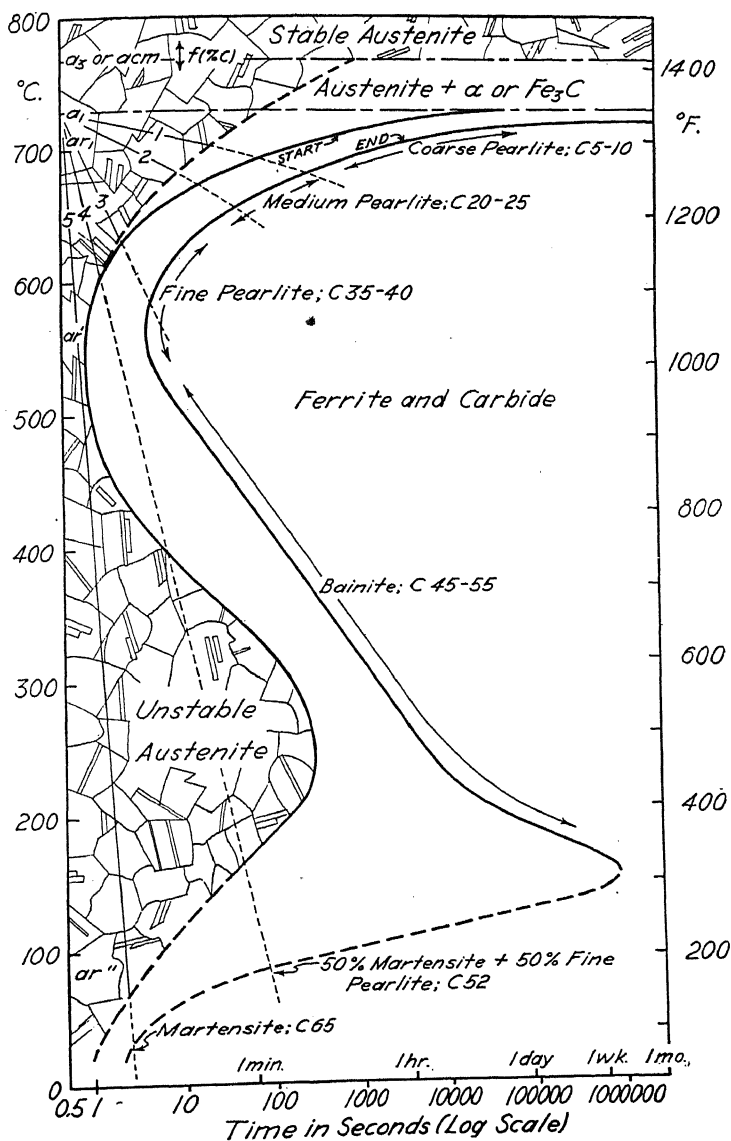 800
Stable Austenite
a3 or acm
f(%C)
1400
°C.
Austenite + α or Fe3C
a1
°F.
ar1
1
START
END
700
2
Coarse Pearlite; C5-10
Medium Pearlite; C20-25
1200
5 4 3
600
Fine Pearlite; C35-40
ar'
1000
500
Ferrite and Carbide
800
400
Bainite; C 45-55
600
300
Unstable
Austenite
400
200
100
200
ar"
50% Martensite + 50% Fine
Pearlite; C52
Martensite; C65
1min.
1hr.
1day
1wk.
1mo.
0
0.5 1
10
100
1000
10000
100000
1000000
Time in Seconds (Log Scale)